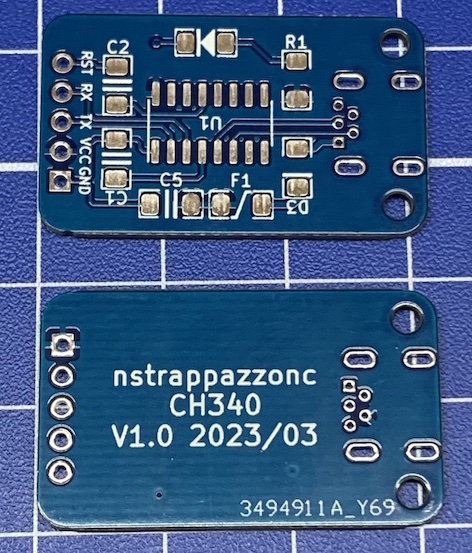 C2
R1
RST
RX
TX
VCC
GND
U1
C1
C5
F1
D3
nstrappazzonc
CH340
V1.0 2023/03
3494911A_Y69